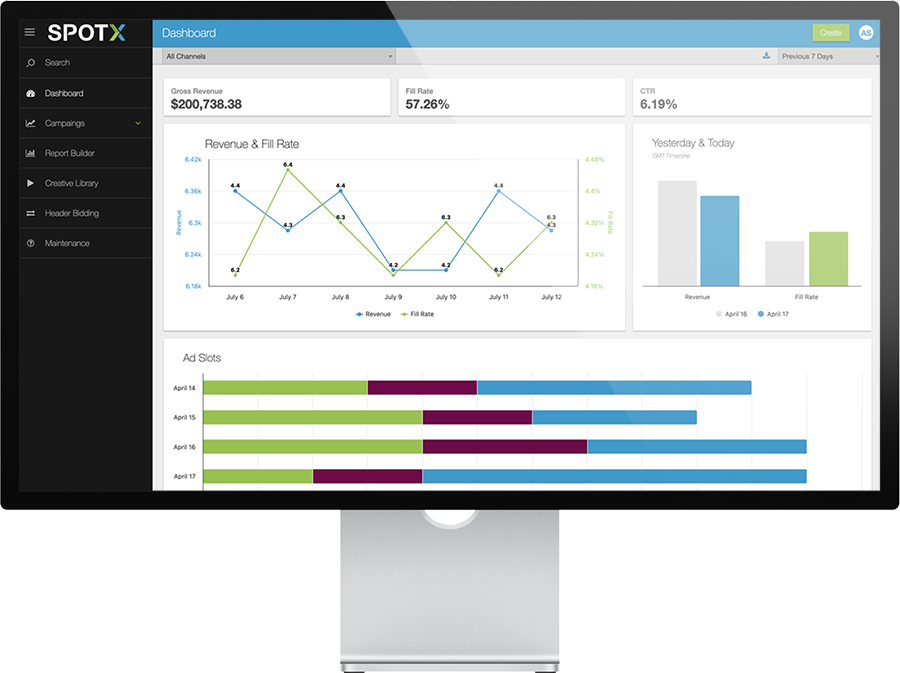 SPOTX
Dashboard
Create
AS
Search
Dashboard
Campaings
Report Builder
Creative Library
Header Bidding
Maintenance
All Channels
Previous 7 Days
Gross Revenue
$200,738.38
Fill Rate
57.26%
CTR
6.19%
Revenue & Fill Rate
6.42k
6.36k
6.3k
6.24k
6.18k
Revenue
4.4 4.3 4.4 4.2 4.2 4.4 4.3
6.2 6.4 6.3 6.3 6.2 6.3
4.48%
4.4%
4.32%
4.24%
4.16%
Fill Rate
July 6 July 7 July 8 July 9 July 10 July 11 July 12
Revenue Fill Rate
Yesterday & Today
GMT Timezone
Revenue Fill Rate
April 16 April 17
Ad Slots
April 14
April 15
April 16
April 17